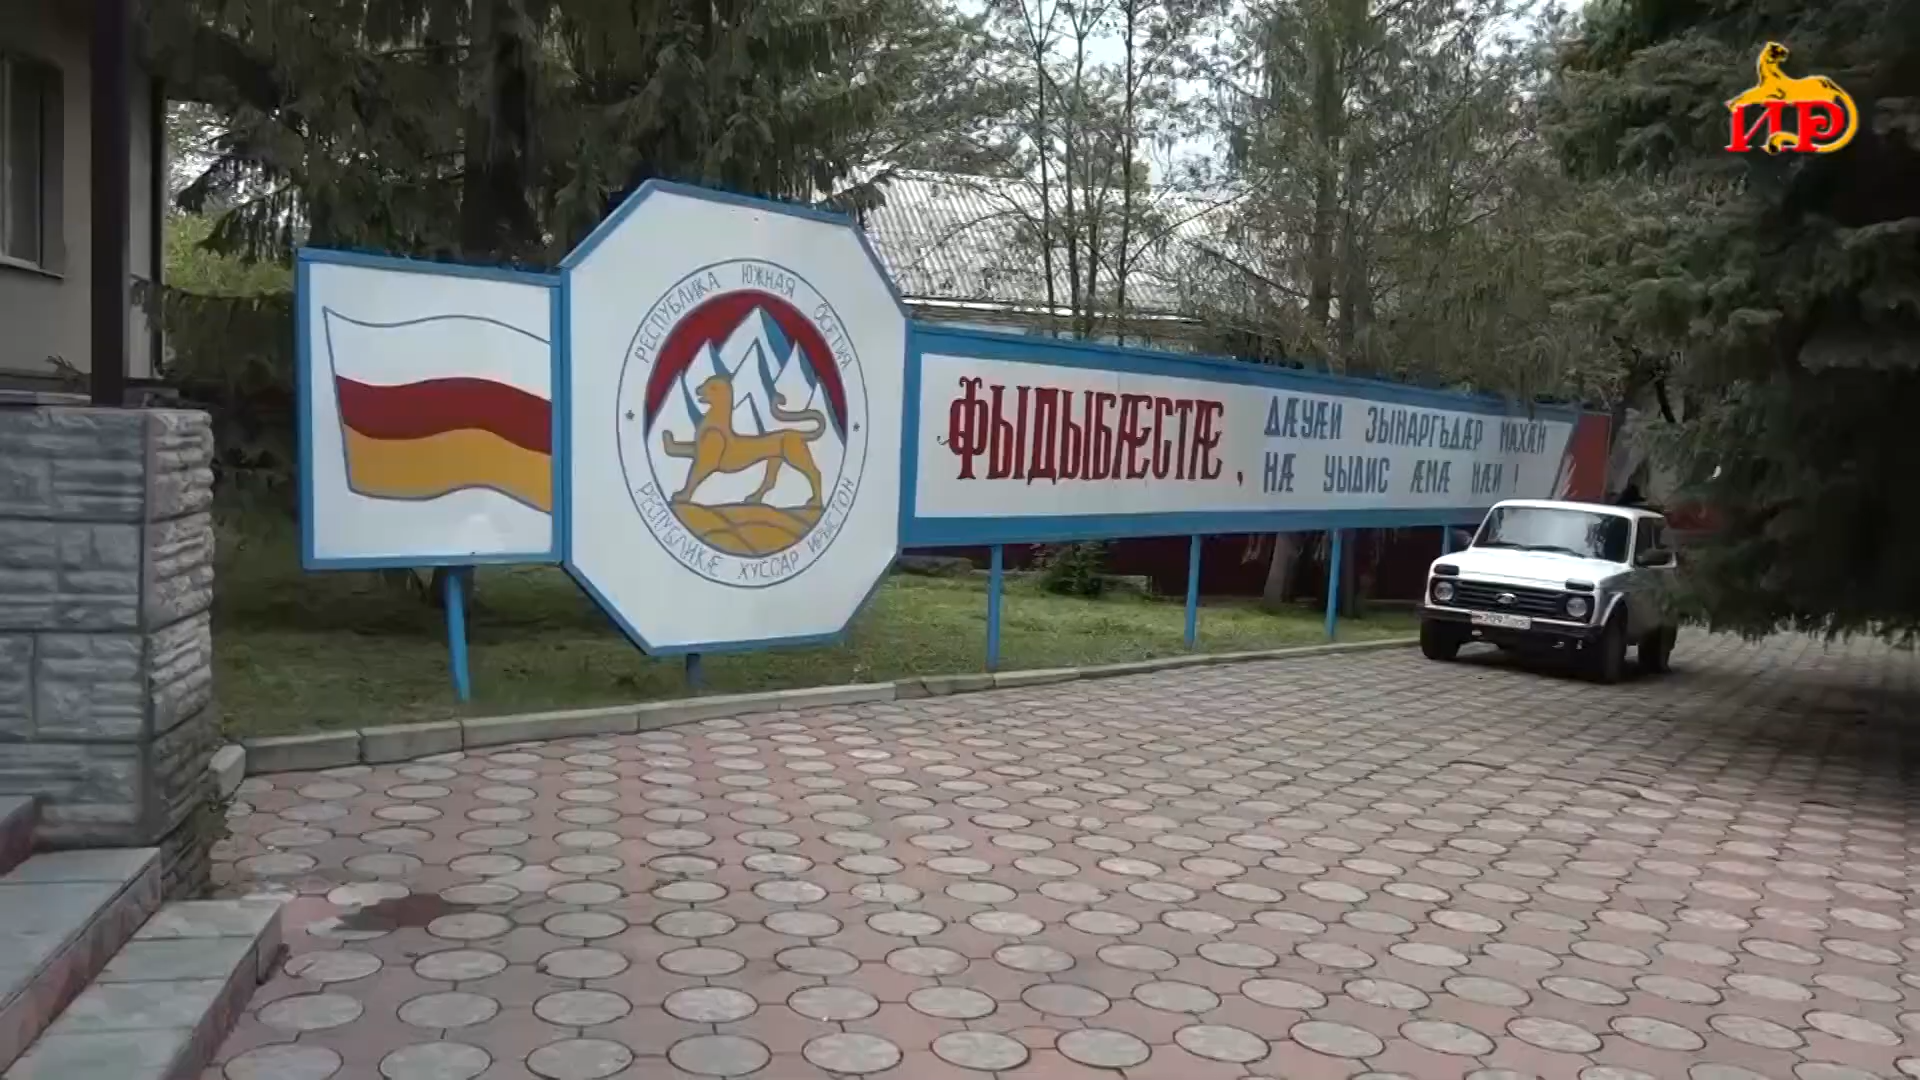 ИР
РЕСПУБЛИКА ЮЖНАЯ ОСЕТИЯ
РЕСПУБЛИКӔ ХУССАР ИРЫСТОН
ФЫДЫБӔСТӔ,
ДӔУӔЙ ЗЫНАРГЪДӔР МАХӔН
НӔ УЫДИС ӔМӔ НӔЙ !